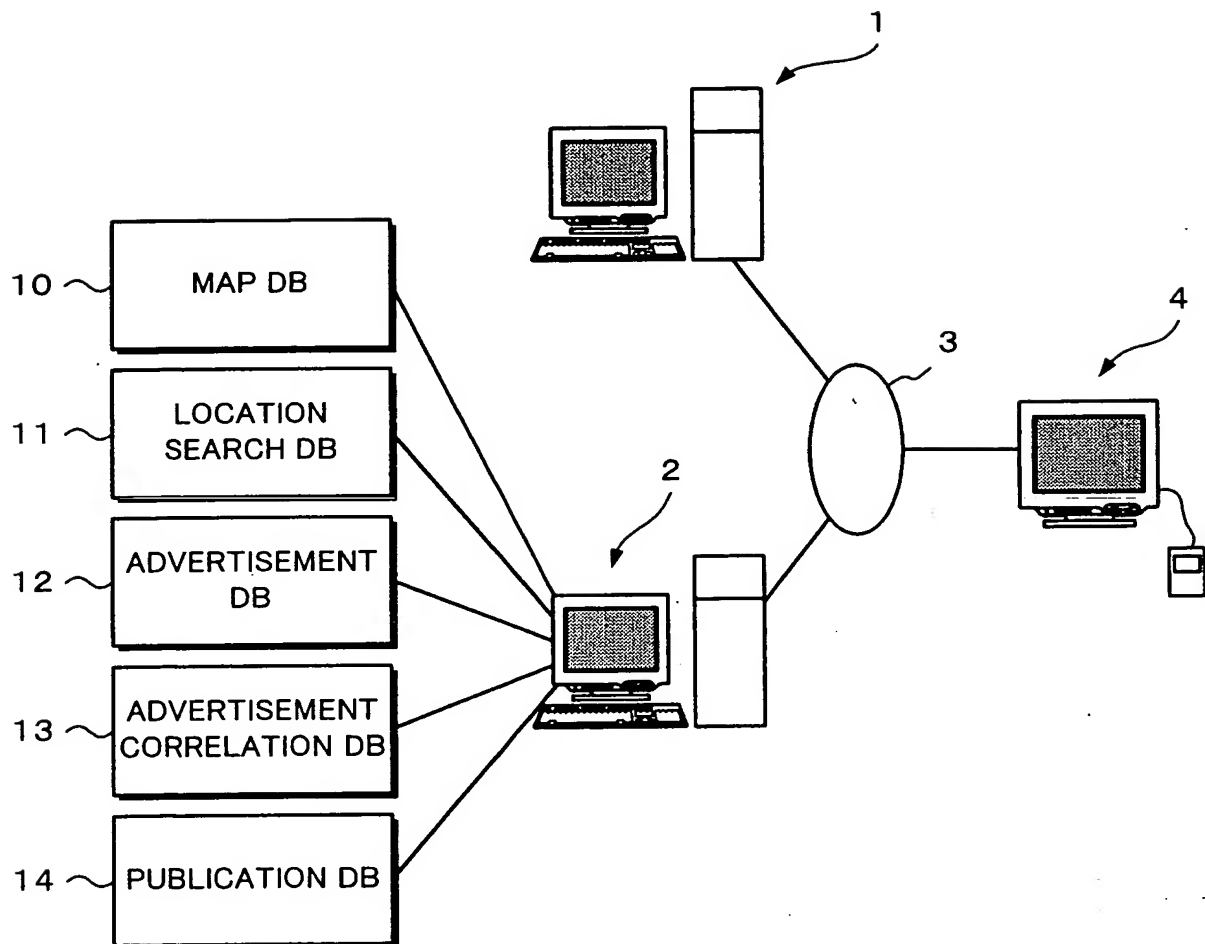 1
10
MAP DB
3
4
11
LOCATION
SEARCH DB
2
12
ADVERTISEMENT
DB
13
ADVERTISEMENT
CORRELATION DB
14
PUBLICATION DB